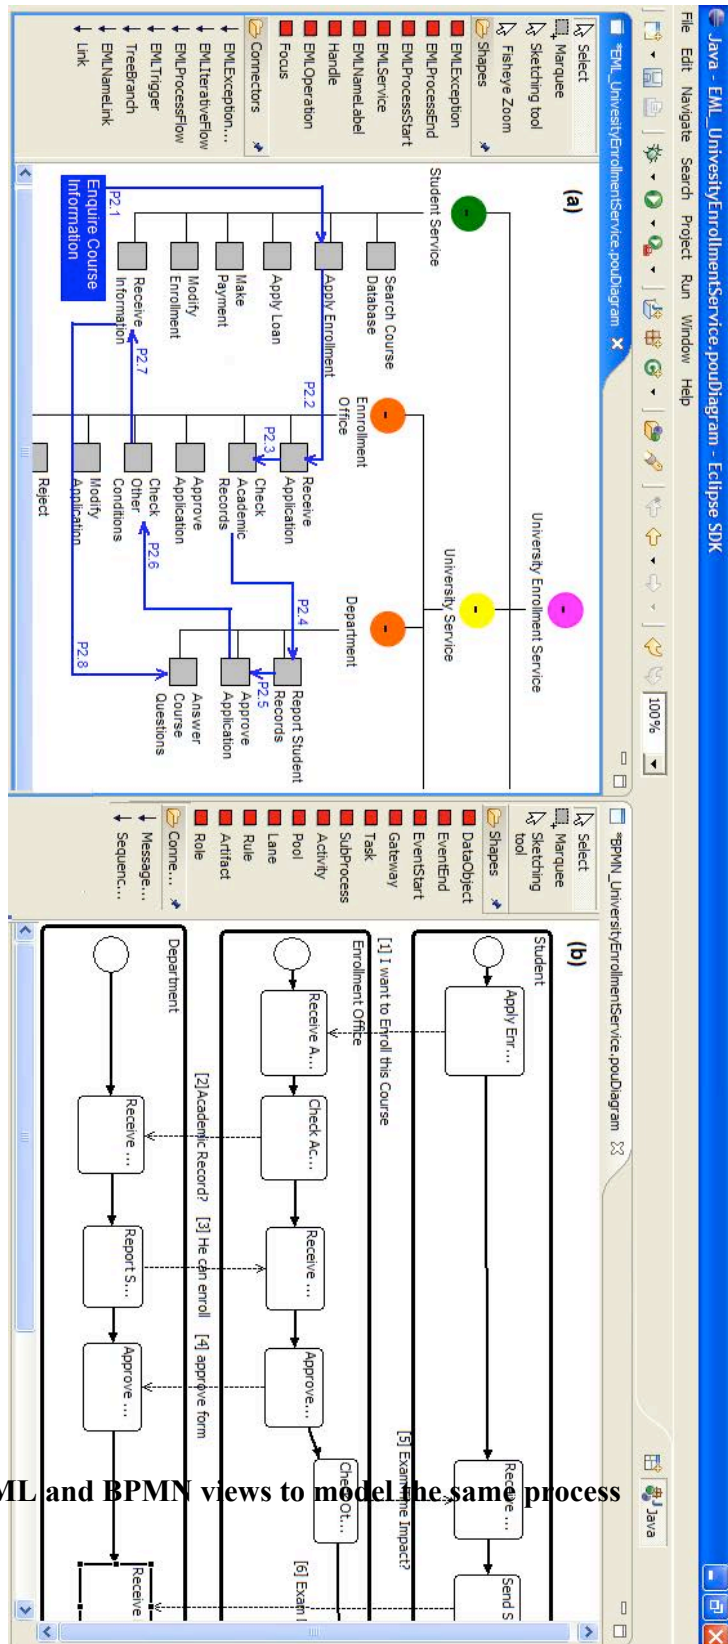 Java - EML_UnivesityEnrollmentService.pouDiagram - Eclipse SDK
File Edit Navigate Search Project Run Window Help
100%
Java
*EML_UnivesityEnrollmentService.pouDiagram
Select
Marquee
Sketching tool
Fisheye Zoom
Shapes
EMLException
EMLProcessEnd
EMLProcessStart
EMLService
EMLNameLabel
Handle
EMLOperation
Focus
Connectors
EMLException...
EMLIterativeFlow
EMLProcessFlow
EMLTrigger
TreeBranch
EMLNameLink
Link
(a)
University Enrollment Service
University Service
Student Service
Search Course
Database
Apply Enrollment
Apply Loan
Make
Payment
Modify
Enrollment
Receive
Information
Ennrollment
Office
Receive
Application
Check
Academic
Records
Approve
Application
Check
Other
Conditions
Modify
Application
Reject
Department
Report Student
Records
Approve
Application
Answer
Course
Questions
Enquire Course
Information
P2.1
P2.2
P2.3
P2.4
P2.5
P2.6
P2.7
P2.8
*BPMN_UniversityEnrollmentService.pouDiagram
Select
Marquee
Sketching
tool
Shapes
DataObject
EventEnd
EventStart
Gateway
Task
SubProcess
Activity
Pool
Lane
Rule
Artifact
Role
Conne...
Message...
Sequenc...
(b)
Student
Apply Enr...
Receive ...
Send S
[1] I want to Enroll this Course
[5] Exam Time Impact?
Enrollment Office
Receive A...
Check Ac...
Receive ...
Approve...
Check Ot...
[2]Academic Record?
[3] He can enroll
[4] approve form
[6] Exam
Department
Receive ...
Report S...
Approve ...
Receive
ML and BPMN views to model the same process